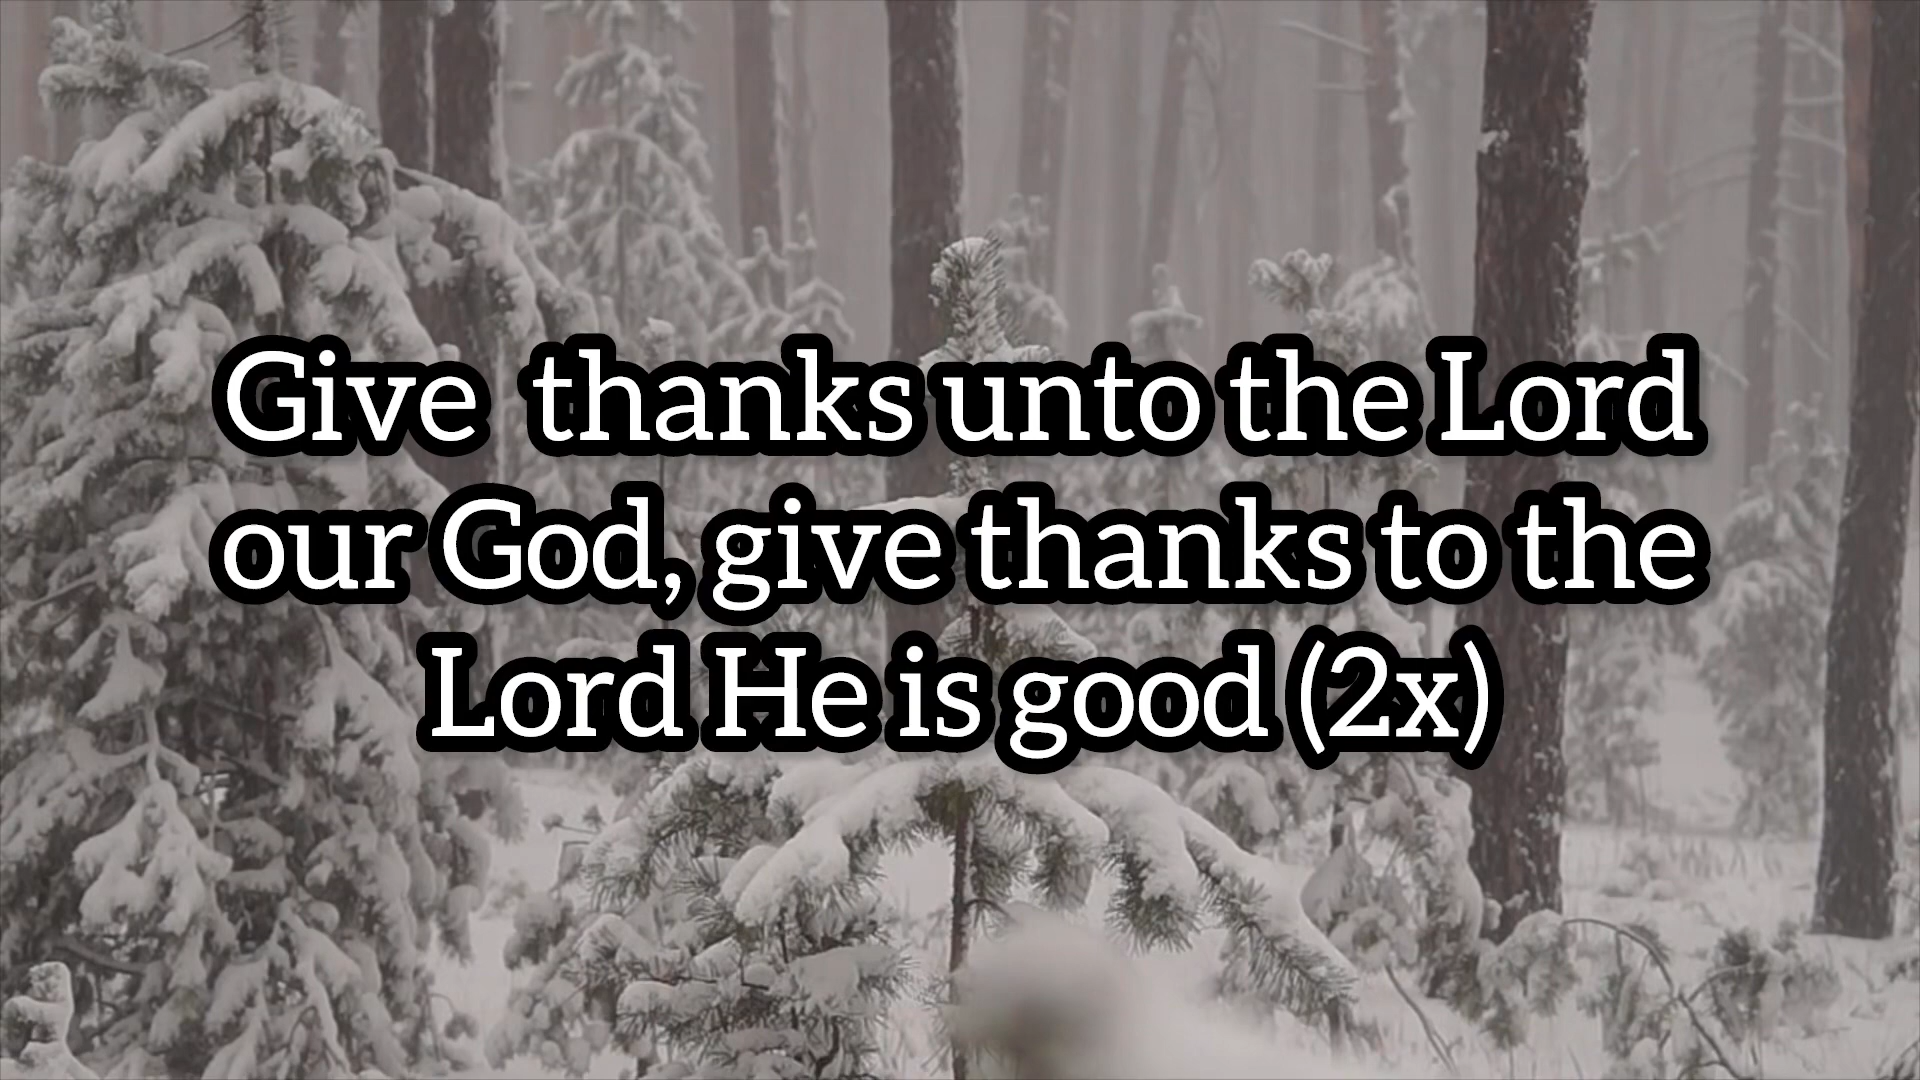 Give  thanks unto the Lord
our God, give thanks to the
Lord He is good (2x)